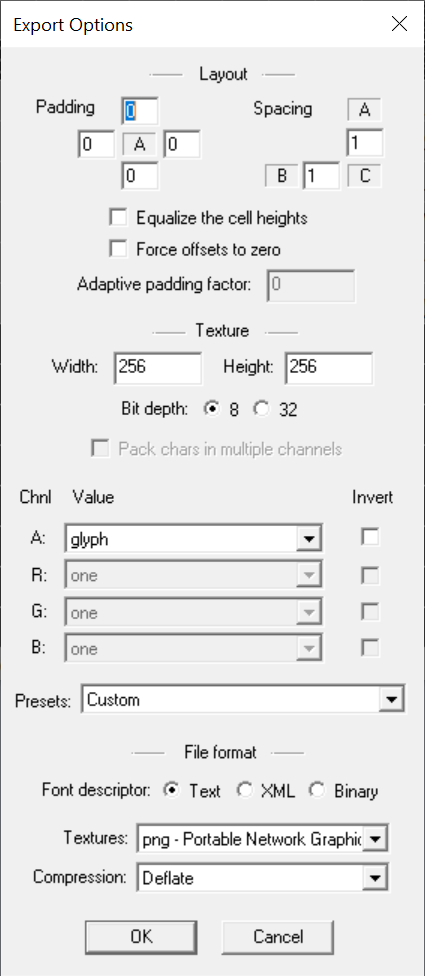 Export Options
Layout
Padding 0 Spacing A
0 A 0 1
0 B 1 C
Equalize the cell heights
Force offsets to zero
Adaptive padding factor: 0
Texture
Width: 256 Height: 256
Bit depth: 8 32
Pack chars in multiple channels
Chnl Value Invert
A: glyph
R: one
G: one
B: one
Presets: Custom
File format
Font descriptor: Text XML Binary
Textures: png - Portable Network Graphic
Compression: Deflate
OK Cancel